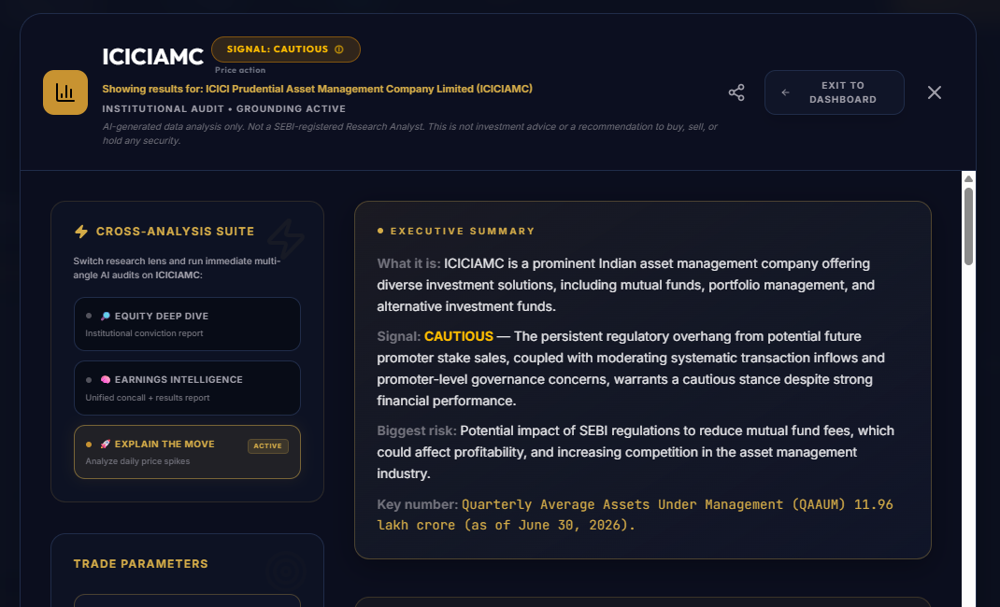 ICICIAMC
SIGNAL: CAUTIOUS ⓘ
Price action
Showing results for: ICICI Prudential Asset Management Company Limited (ICICIAMC)
INSTITUTIONAL AUDIT • GROUNDING ACTIVE
AI-generated data analysis only. Not a SEBI-registered Research Analyst. This is not investment advice or a recommendation to buy, sell, or
hold any security.
← EXIT TO
DASHBOARD
CROSS-ANALYSIS SUITE
Switch research lens and run immediate multi-
angle AI audits on ICICIAMC:
EQUITY DEEP DIVE
Institutional conviction report
EARNINGS INTELLIGENCE
Unified concall + results report
EXPLAIN THE MOVE
ACTIVE
Analyze daily price spikes
TRADE PARAMETERS
EXECUTIVE SUMMARY
What it is: ICICIAMC is a prominent Indian asset management company offering
diverse investment solutions, including mutual funds, portfolio management, and
alternative investment funds.
Signal: CAUTIOUS — The persistent regulatory overhang from potential future
promoter stake sales, coupled with moderating systematic transaction inflows and
promoter-level governance concerns, warrants a cautious stance despite strong
financial performance.
Biggest risk: Potential impact of SEBI regulations to reduce mutual fund fees, which
could affect profitability, and increasing competition in the asset management
industry.
Key number: Quarterly Average Assets Under Management (QAAUM) 11.96
lakh crore (as of June 30, 2026).